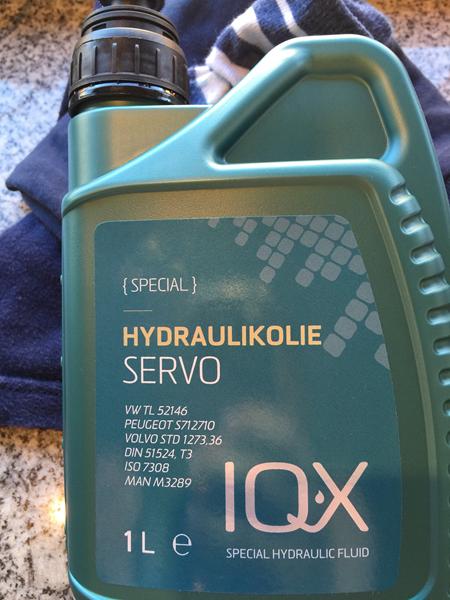 { SPECIAL }
HYDRAULIKOLIE
SERVO
VW TL 52146
PEUGEOT S712710
VOLVO STD 1273,36
DIN 51524, T3
ISO 7308
MAN M3289
IQ-X
1 L ℮
SPECIAL HYDRAULIC FLUID